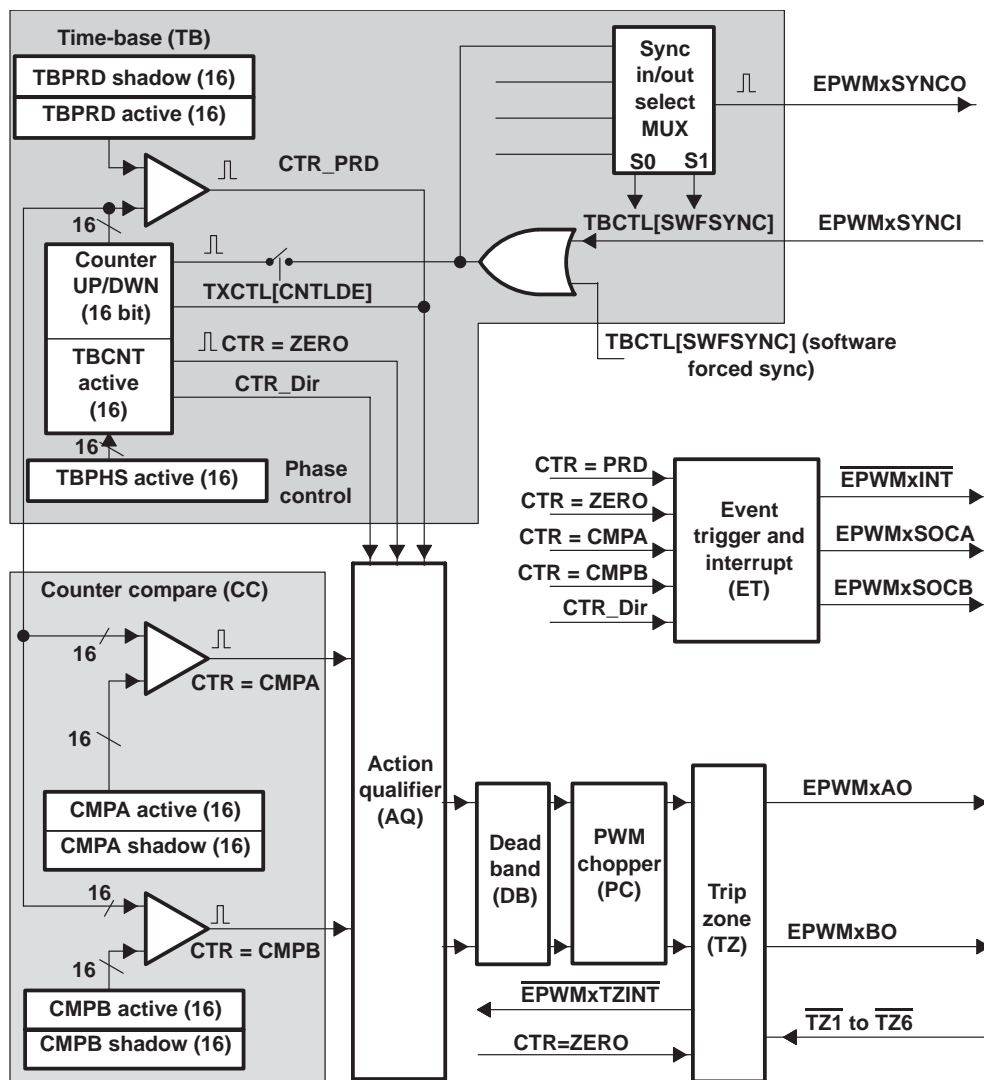 Time-base (TB)
TBPRD shadow (16)
TBPRD active (16)
CTR_PRD
Sync
in/out
select
MUX
S0 S1
EPWMxSYNCO
TBCTL[SWFSYNC]
EPWMxSYNCI
16
Counter
UP/DWN
(16 bit)
TXCTL[CNTLDE]
CTR = ZERO
TBCNT
active
(16)
CTR_Dir
TBCTL[SWFSYNC] (software
forced sync)
16
TBPHS active (16)
Phase
control
CTR = PRD
CTR = ZERO
CTR = CMPA
CTR = CMPB
CTR_Dir
Event
trigger and
interrupt
(ET)
EPWMxINT
EPWMxSOCA
EPWMxSOCB
Counter compare (CC)
16
CTR = CMPA
16
CMPA active (16)
CMPA shadow (16)
16
CTR = CMPB
16
CMPB active (16)
CMPB shadow (16)
Action
qualifier
(AQ)
Dead
band
(DB)
PWM
chopper
(PC)
Trip
zone
(TZ)
EPWMxAO
EPWMxBO
EPWMxTZINT
TZ1 to TZ6
CTR=ZERO